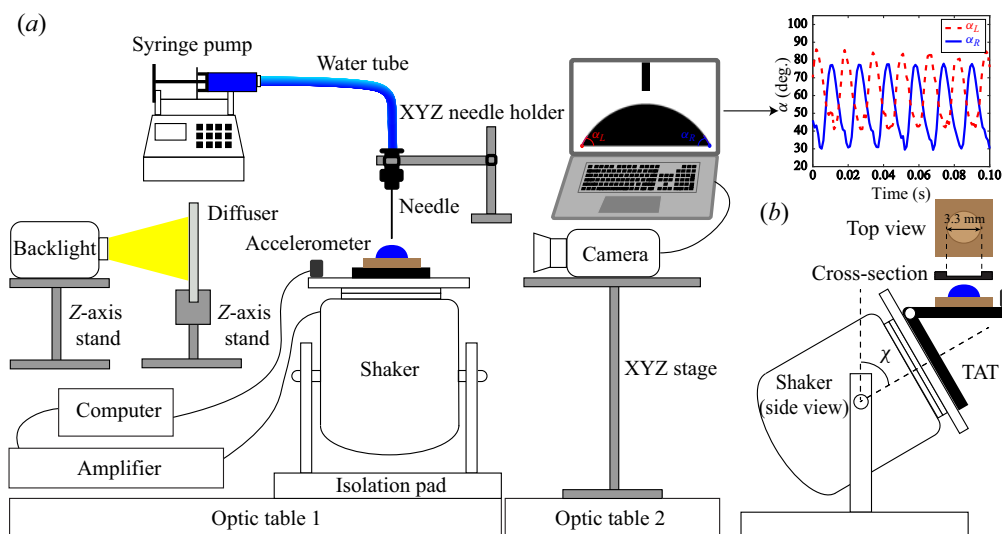 (a)
Syringe pump
Water tube
XYZ needle holder
Needle
Diffuser
Backlight
Accelerometer
Z-axis
stand
Z-axis
stand
Shaker
Computer
Amplifier
Isolation pad
Optic table 1
α_L
α_R
Camera
XYZ stage
Optic table 2
α_L
α_R
α (deg.)
100
90
80
70
60
50
40
30
20
0
0.02
0.04
0.06
0.08
0.10
Time (s)
(b)
3.3 mm
Top view
Cross-section
χ
TAT
Shaker
(side view)